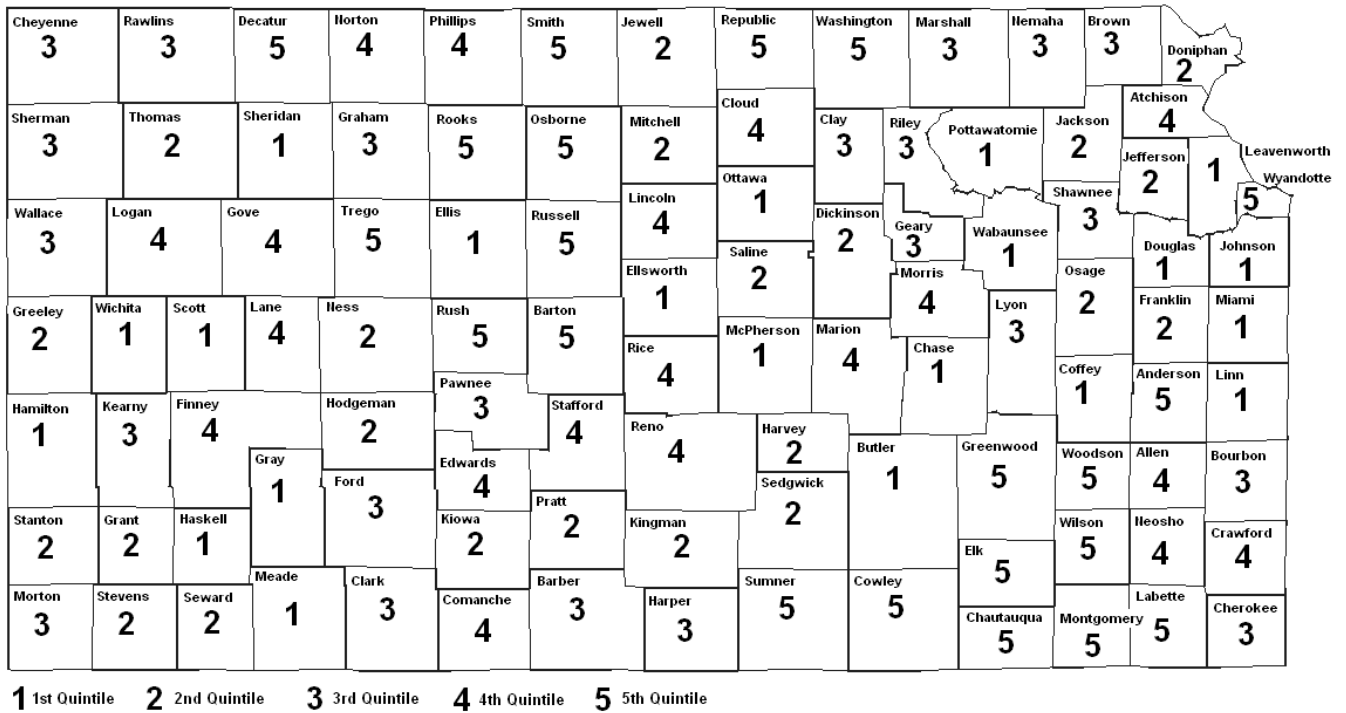 Cheyenne Rawlins Decatur Norton Phillips Smith Jewell Republic Washington Marshall Nemaha Brown
3 3 5 4 4 5 2 5 5 3 3 3
Doniphan
2
Sherman Thomas Sheridan Graham Rooks Osborne Mitchell Cloud Clay Riley Pottawatomie Jackson Atchison
3 2 1 3 5 5 2 4 3 3 1 2 4
Jefferson Leavenworth Wyandotte
2 1 5
Wallace Logan Gove Trego Ellis Russell Lincoln Ottawa Dickinson Geary Wabaunsee Shawnee
3 4 4 5 1 5 4 1 2 3 1 3
Douglas Johnson
1 1
Ellsworth Saline Morris Osage
1 2 4 2
Greeley Wichita Scott Lane Ness Rush Barton Rice McPherson Marion Chase Lyon Franklin Miami
2 1 1 4 2 5 5 4 1 4 1 3 2 1
Pawnee Coffey Anderson Linn
3 1 5 1
Hamilton Kearny Finney Hodgeman Stafford Reno Harvey Butler Greenwood Woodson Allen Bourbon
1 3 4 2 4 4 2 1 5 5 4 3
Gray Ford Edwards Sedgwick
1 3 4 2
Stanton Grant Haskell Kiowa Pratt Kingman Elk Wilson Neosho Crawford
2 2 1 2 2 2 5 5 4 4
Morton Stevens Seward Meade Clark Comanche Barber Harper Sumner Cowley Chautauqua Montgomery Labette Cherokee
3 2 2 1 3 4 3 3 5 5 5 5 5 3
1 1st Quintile 2 2nd Quintile 3 3rd Quintile 4 4th Quintile 5 5th Quintile